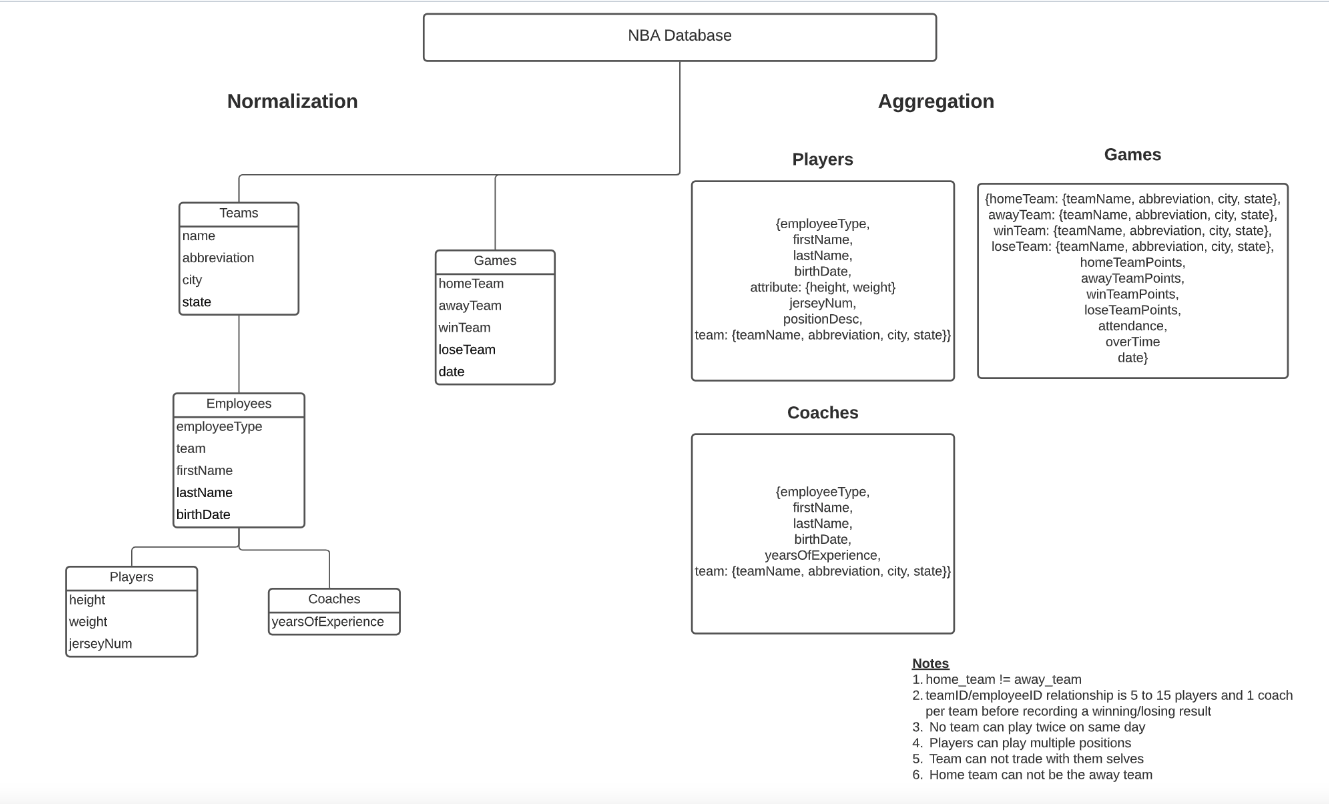 NBA Database
Normalization
Aggregation
Teams
name
abbreviation
city
state
Games
homeTeam
awayTeam
winTeam
loseTeam
date
Employees
employeeType
team
firstName
lastName
birthDate
Players
height
weight
jerseyNum
Coaches
yearsOfExperience
Players
{employeeType,
firstName,
lastName,
birthDate,
attribute: {height, weight}
jerseyNum,
positionDesc,
team: {teamName, abbreviation, city, state}}
Games
{homeTeam: {teamName, abbreviation, city, state},
awayTeam: {teamName, abbreviation, city, state},
winTeam: {teamName, abbreviation, city, state},
loseTeam: {teamName, abbreviation, city, state},
homeTeamPoints,
awayTeamPoints,
winTeamPoints,
loseTeamPoints,
attendance,
overTime
date}
Coaches
{employeeType,
firstName,
lastName,
birthDate,
yearsOfExperience,
team: {teamName, abbreviation, city, state}}
Notes
1. home_team != away_team
2. teamID/employeeID relationship is 5 to 15 players and 1 coach
per team before recording a winning/losing result
3. No team can play twice on same day
4. Players can play multiple positions
5. Team can not trade with them selves
6. Home team can not be the away team